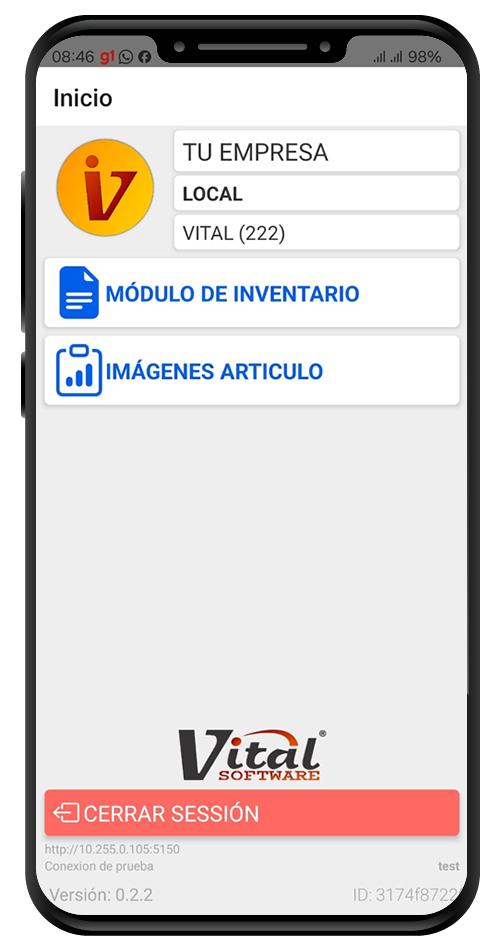 08:46 g1 98%
Inicio
iv
TU EMPRESA
LOCAL
VITAL (222)
MÓDULO DE INVENTARIO
IMÁGENES ARTICULO
Vital®
SOFTWARE
CERRAR SESSIÓN
http://10.255.0.105:5150
Conexion de prueba test
Versión: 0.2.2 ID: 3174f8722